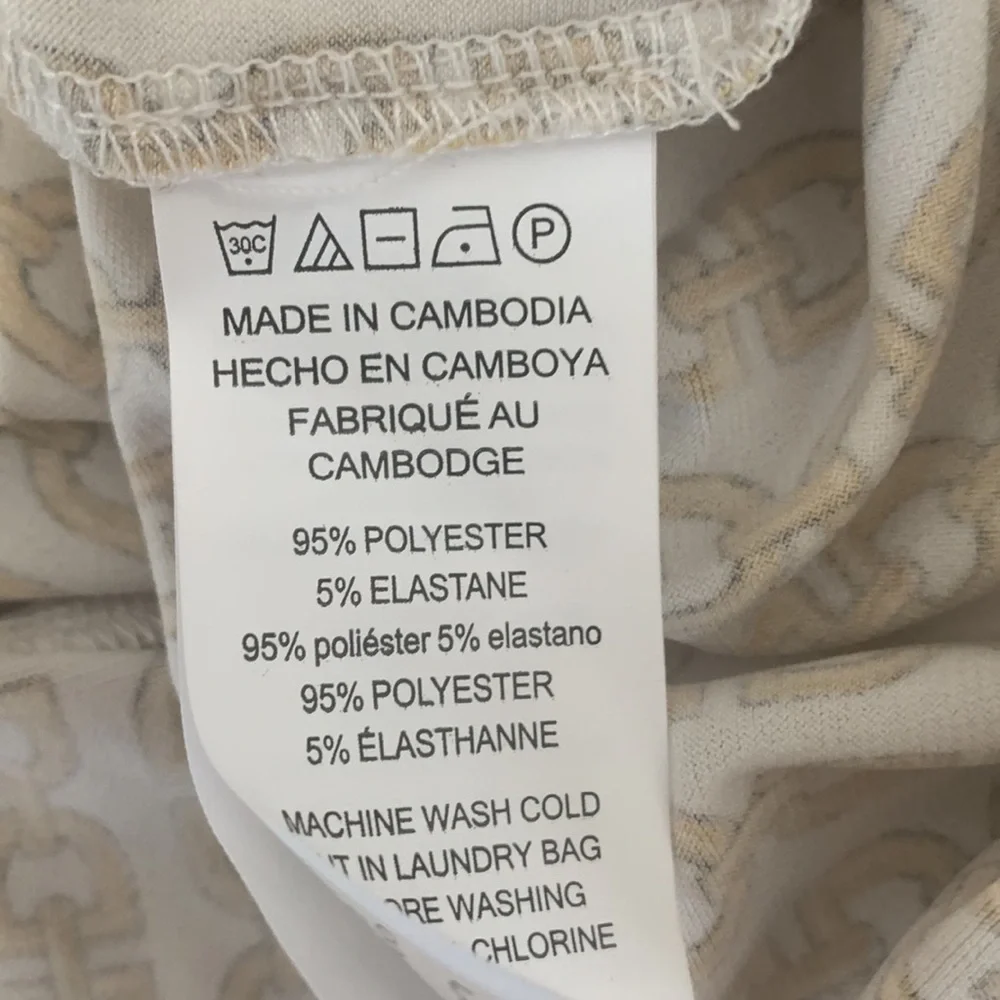 30C P
MADE IN CAMBODIA
HECHO EN CAMBOYA
FABRIQUÉ AU
CAMBODGE
95% POLYESTER
5% ELASTANE
95% poliéster 5% elastano
95% POLYESTER
5% ÉLASTHANNE
MACHINE WASH COLD
IN LAUNDRY BAG
WASHING
CHLORINE